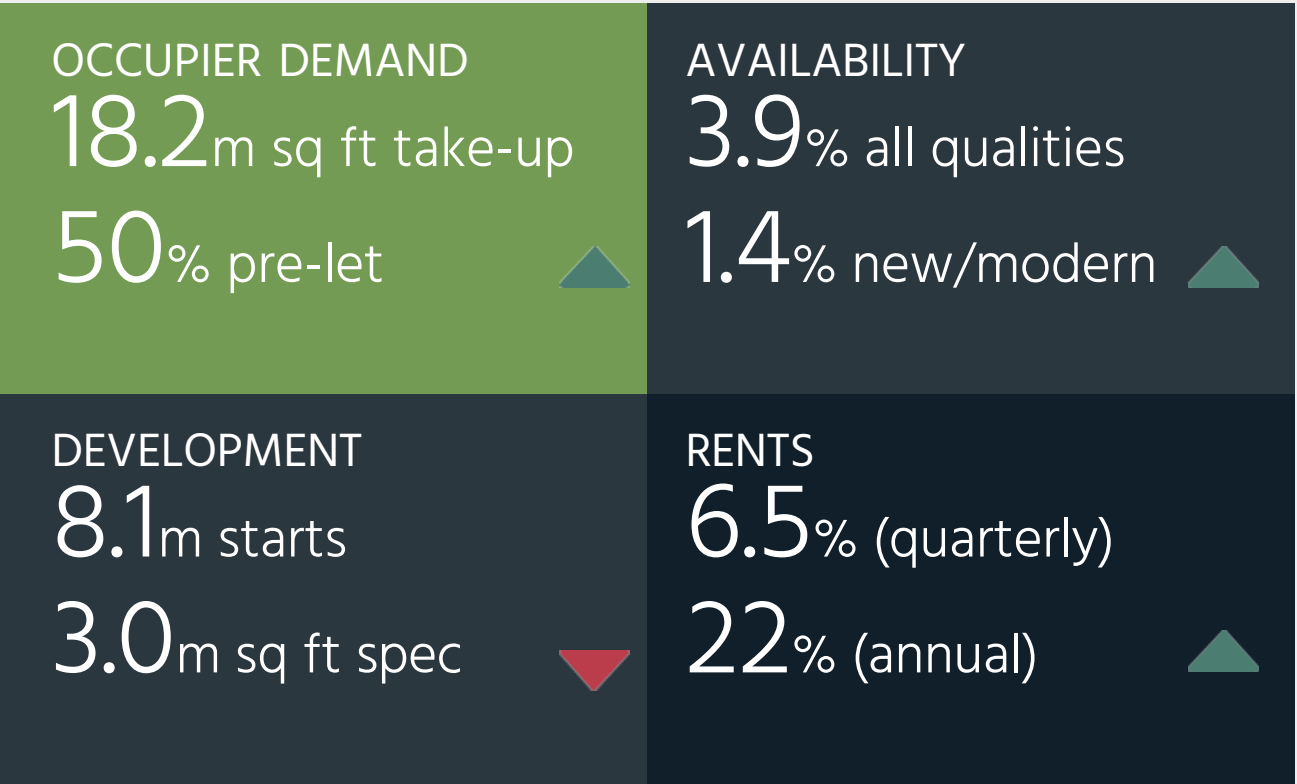 OCCUPIER DEMAND
18.2m sq ft take-up
50% pre-let
AVAILABILITY
3.9% all qualities
1.4% new/modern
DEVELOPMENT
8.1m starts
3.0m sq ft spec
RENTS
6.5% (quarterly)
22% (annual)